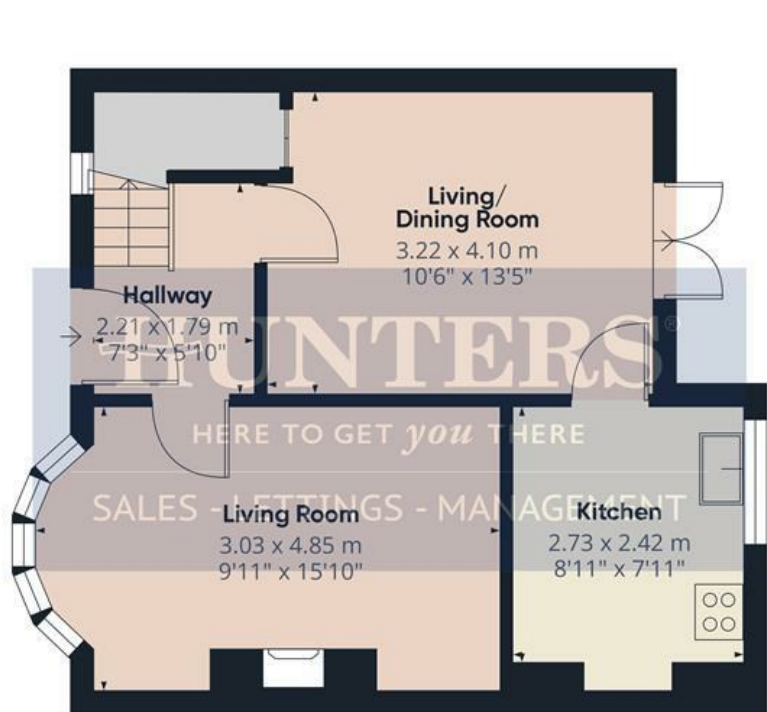 Living/
Dining Room
3.22 x 4.10 m
10'6" x 13'5"
Hallway
2.21 x 1.79 m
7'3" x 5'10"
HUNTERS®
HERE TO GET you THERE
SALES - LETTINGS - MANAGEMENT
Living Room
3.03 x 4.85 m
9'11" x 15'10"
Kitchen
2.73 x 2.42 m
8'11" x 7'11"